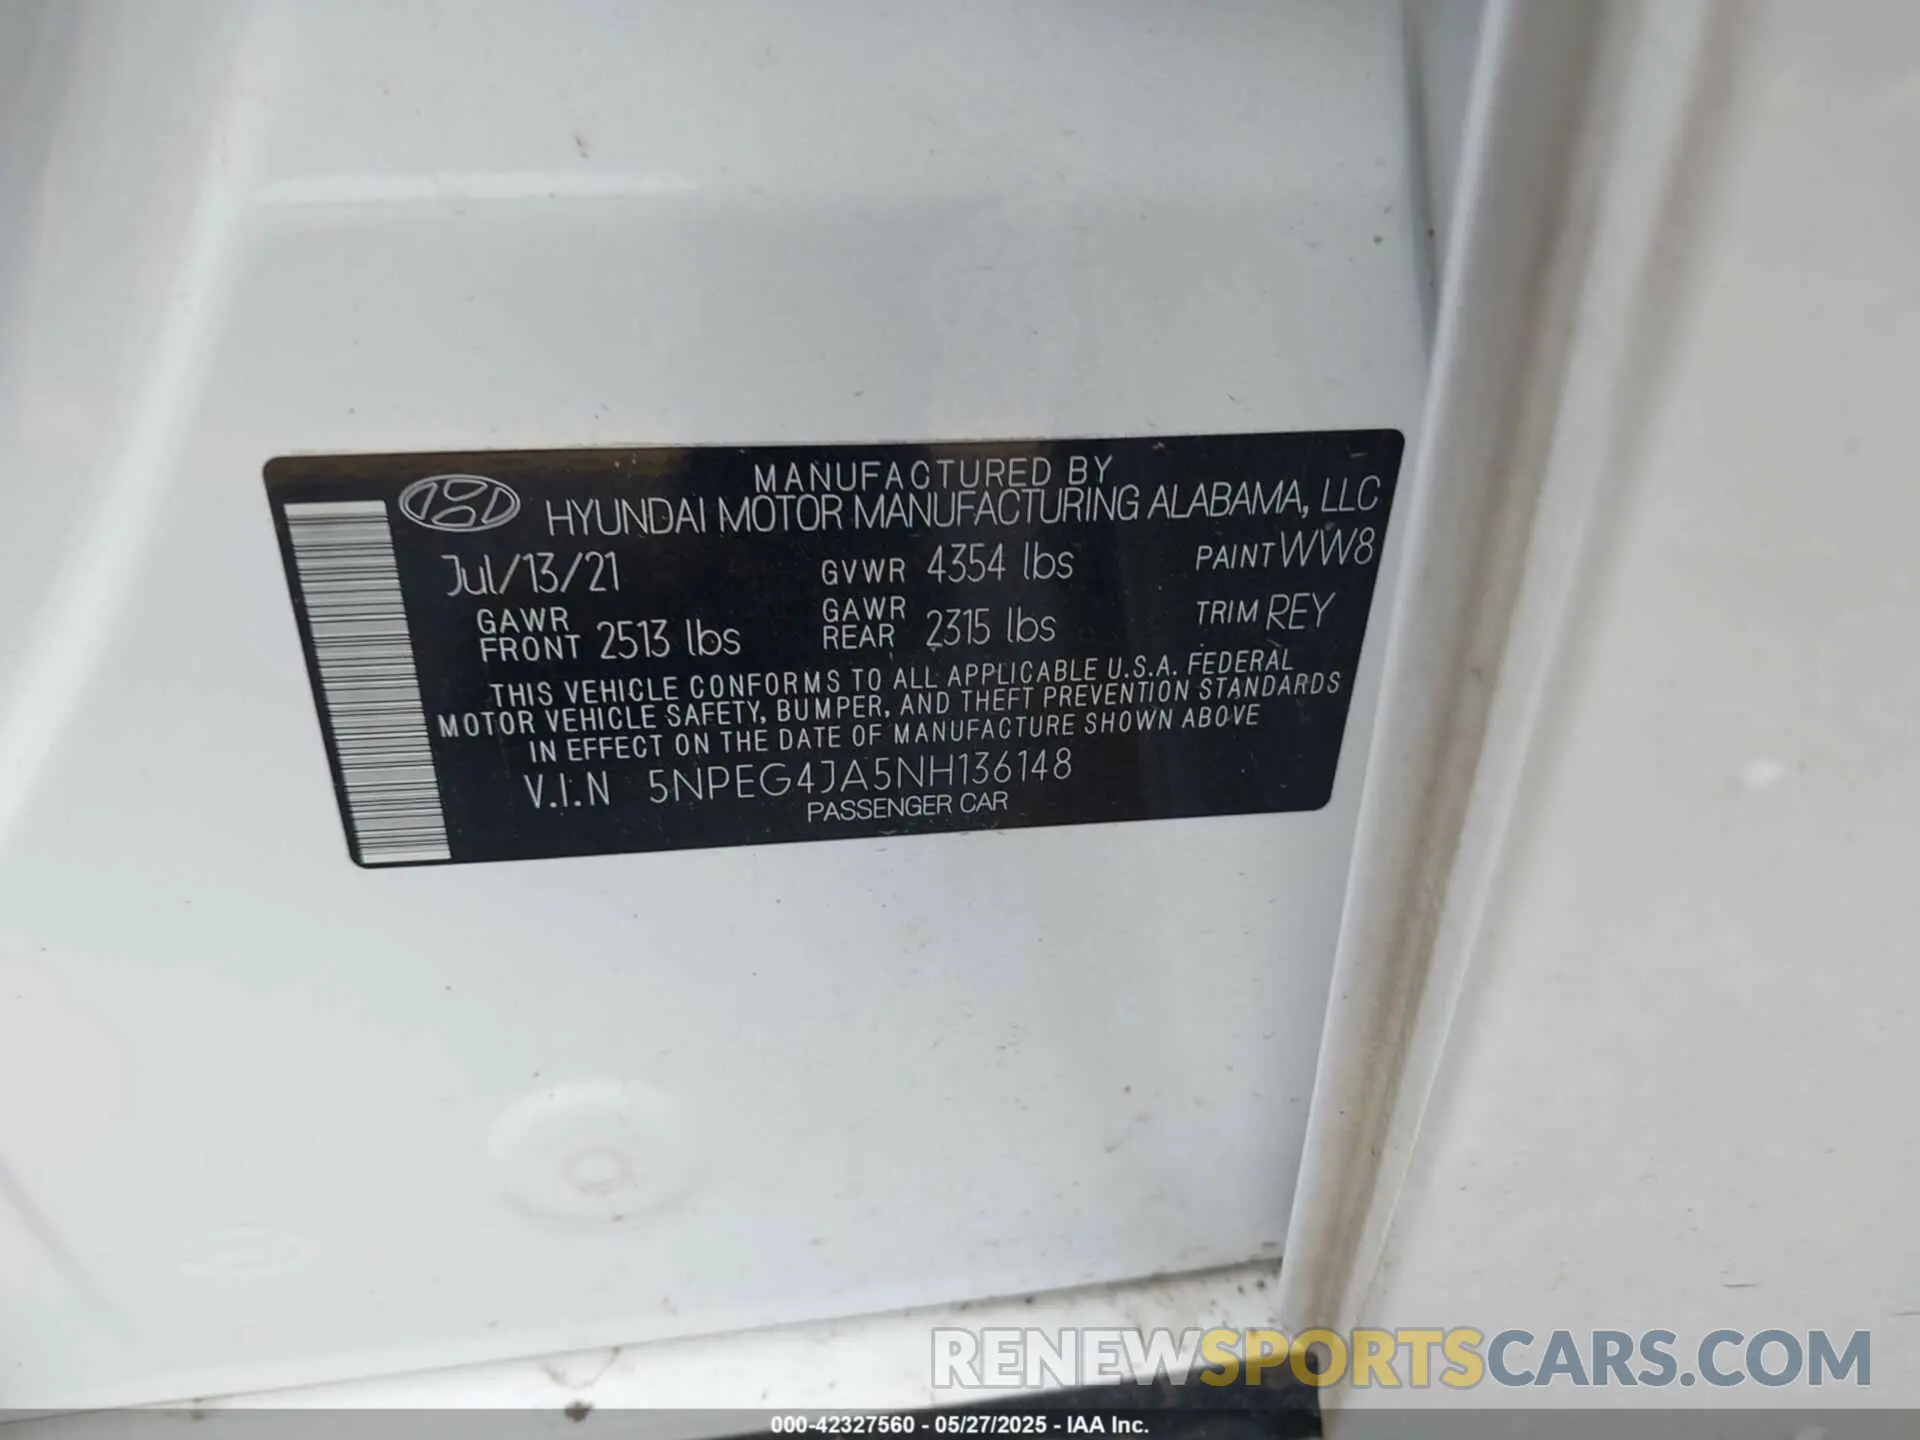 MANUFACTURED BY
HYUNDAI MOTOR MANUFACTURING ALABAMA, LLC
Jul/13/21 GVWR 4354 lbs PAINT WW8
GAWR FRONT 2513 lbs GAWR REAR 2315 lbs TRIM REY
THIS VEHICLE CONFORMS TO ALL APPLICABLE U.S.A. FEDERAL
MOTOR VEHICLE SAFETY, BUMPER, AND THEFT PREVENTION STANDARDS
IN EFFECT ON THE DATE OF MANUFACTURE SHOWN ABOVE
V.I.N 5NPEG4JA5NH136148
PASSENGER CAR
RENEWSPORTSCARS.COM
000-42327560 - 05/27/2025 - IAA Inc.